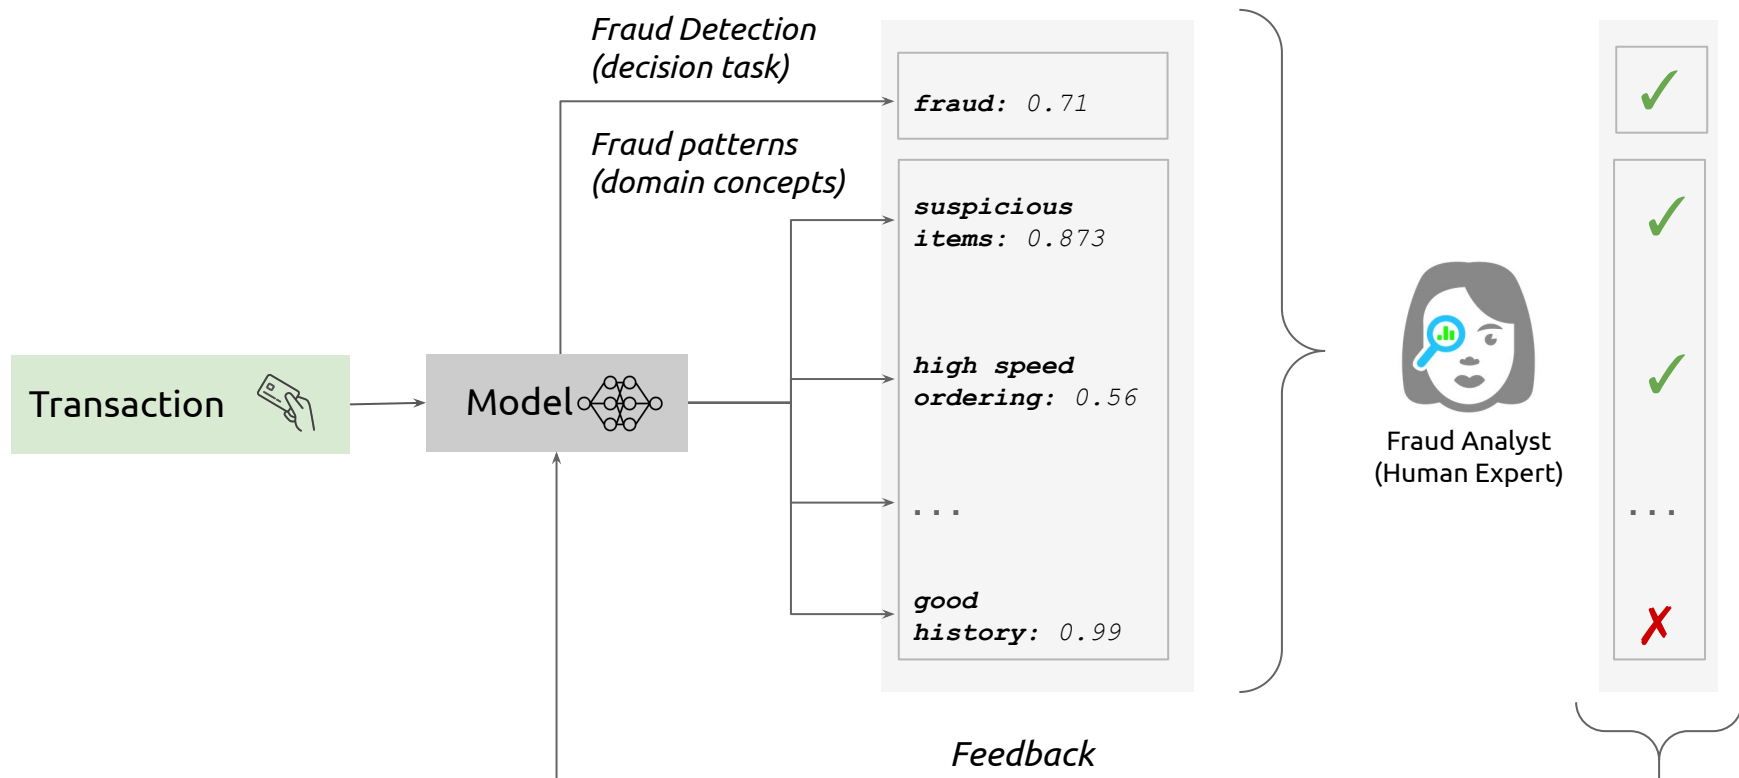 Fraud Detection
(decision task)
fraud: 0.71
Fraud patterns
(domain concepts)
suspicious
items: 0.873
high speed
ordering: 0.56
...
good
history: 0.99
Transaction
Model
Fraud Analyst
(Human Expert)
...
Feedback